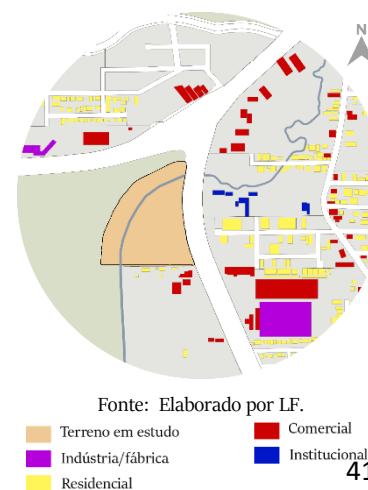 N
Fonte: Elaborado por LF.
Terreno em estudo
Comercial
Indústria/fábrica
Institucional
Residencial
41